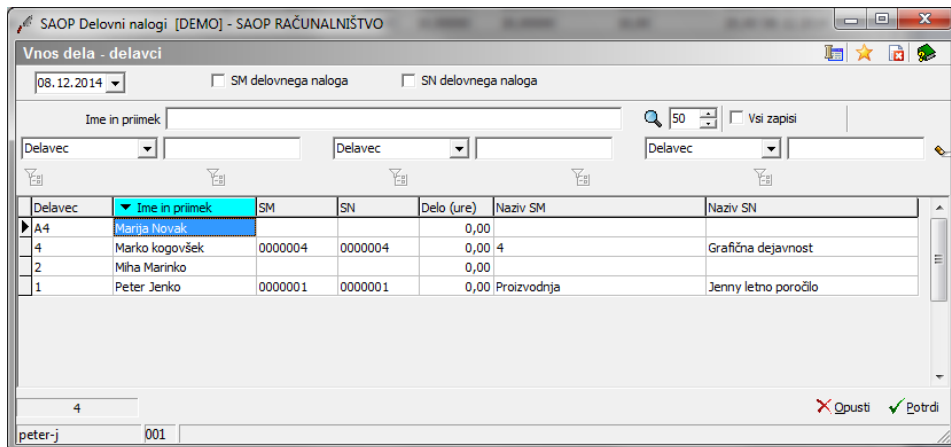 SAOP Delovni nalogi [DEMO] - SAOP RAČUNALNIŠTVO
Vnos dela - delavci
08.12.2014 SM delovnega naloga SN delovnega naloga
Ime in priimek 50 Vsi zapisi
Delavec Delavec Delavec
Delavec Ime in priimek SM SN Delo (ure) Naziv SM Naziv SN
A4 Marija Novak 0,00
4 Marko kogovšek 0000004 0000004 0,00 4 Grafična dejavnost
2 Miha Marinko 0,00
1 Peter Jenko 0000001 0000001 0,00 Proizvodnja Jenny letno poročilo
4 Opusti Potrdi
peter-j 001